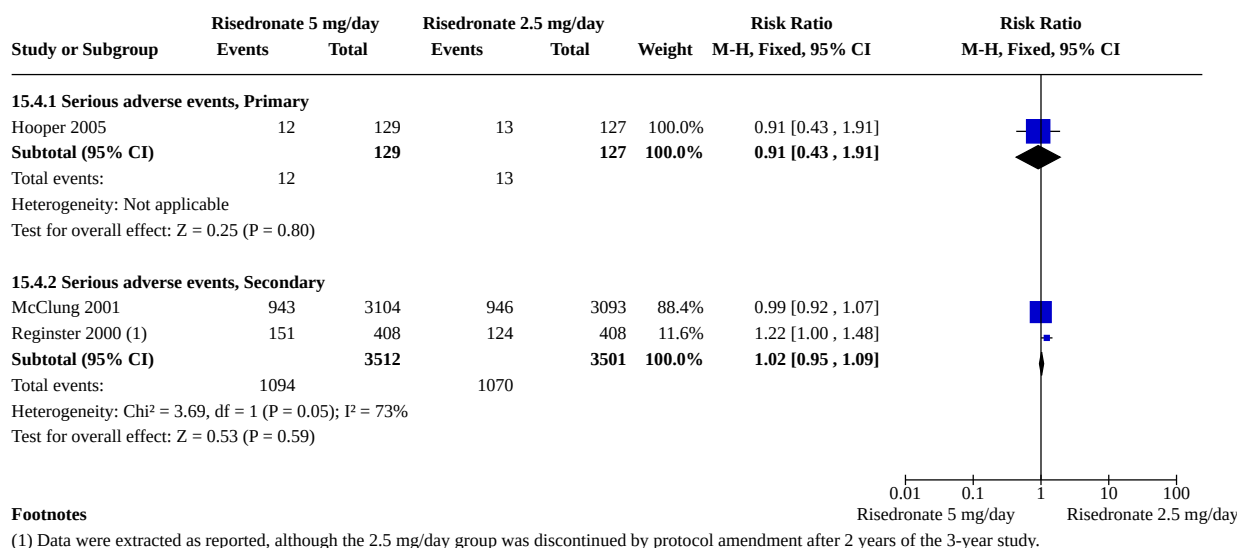 Risedronate 5 mg/day Risedronate 2.5 mg/day Risk Ratio Risk Ratio
Study or Subgroup Events Total Events Total Weight M-H, Fixed, 95% CI M-H, Fixed, 95% CI
15.4.1 Serious adverse events, Primary
Hooper 2005 12 129 13 127 100.0% 0.91 [0.43 , 1.91]
Subtotal (95% CI) 129 127 100.0% 0.91 [0.43 , 1.91]
Total events: 12 13
Heterogeneity: Not applicable
Test for overall effect: Z = 0.25 (P = 0.80)
15.4.2 Serious adverse events, Secondary
McClung 2001 943 3104 946 3093 88.4% 0.99 [0.92 , 1.07]
Reginster 2000 (1) 151 408 124 408 11.6% 1.22 [1.00 , 1.48]
Subtotal (95% CI) 3512 3501 100.0% 1.02 [0.95 , 1.09]
Total events: 1094 1070
Heterogeneity: Chi² = 3.69, df = 1 (P = 0.05); I² = 73%
Test for overall effect: Z = 0.53 (P = 0.59)
0.01 0.1 1 10 100
Footnotes Risedronate 5 mg/day Risedronate 2.5 mg/day
(1) Data were extracted as reported, although the 2.5 mg/day group was discontinued by protocol amendment after 2 years of the 3-year study.